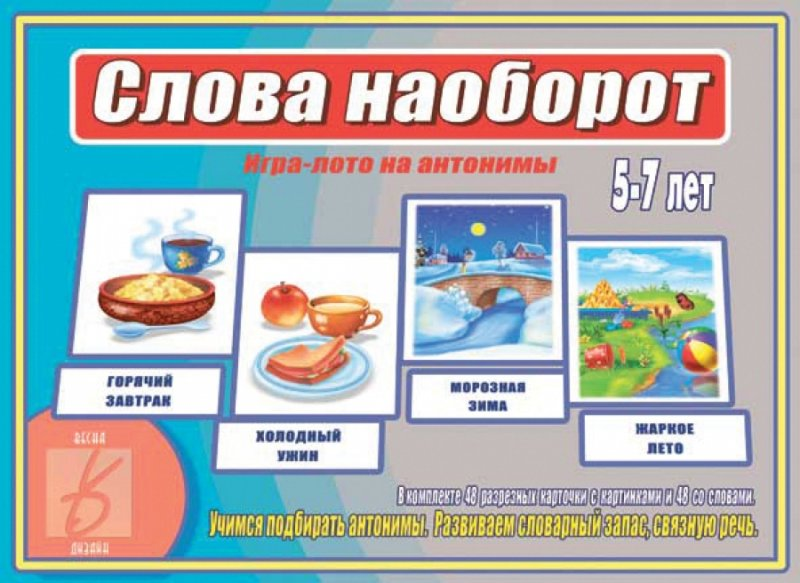 Слова наоборот
Игра-лото на антонимы
5-7 лет
ГОРЯЧИЙ
ЗАВТРАК
ХОЛОДНЫЙ
УЖИН
МОРОЗНАЯ
ЗИМА
ЖАРКОЕ
ЛЕТО
ВЕСНА
ДИЗАЙН
В комплекте 48 разрезных карточки с картинками и 48 со словами.
Учимся подбирать антонимы. Развиваем словарный запас, связную речь.